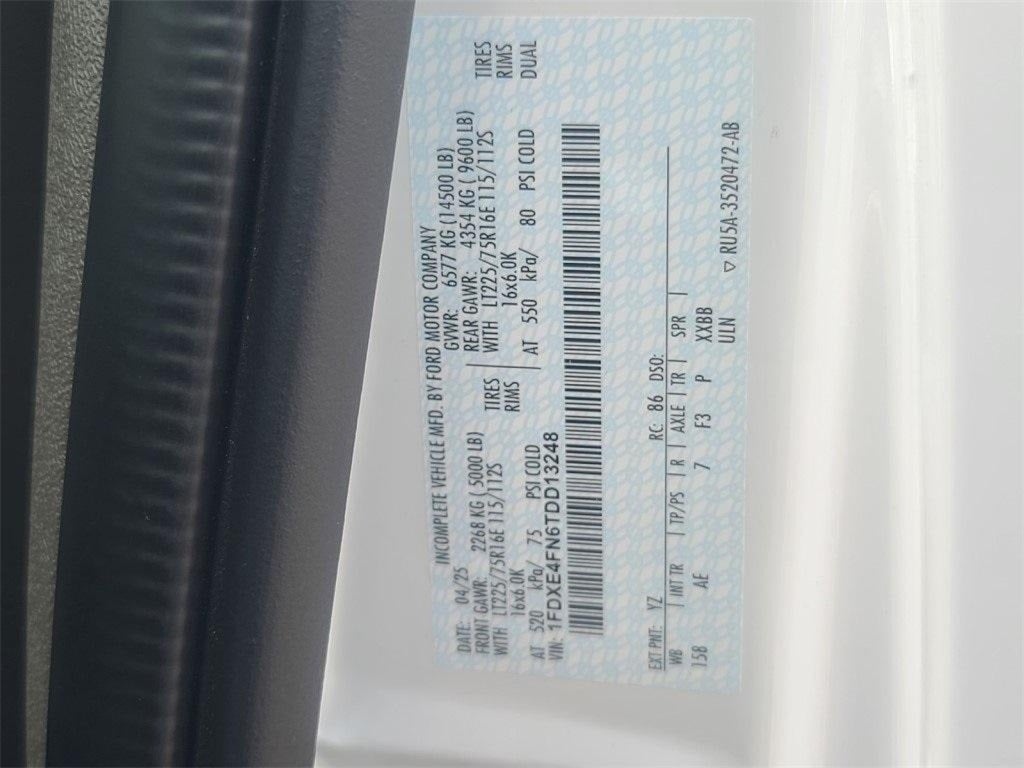 INCOMPLETE VEHICLE MFD. BY FORD MOTOR COMPANY
DATE: 04/25 GVWR: 6577 KG (14500 LB)
FRONT GAWR: 2268 KG ( 5000 LB) REAR GAWR: 4354 KG ( 9600 LB)
WITH LT225/75R16E 115/112S TIRES WITH LT225/75R16E 115/112S TIRES
16x6.0K RIMS 16x6.0K RIMS
AT 520 kPa/ 75 PSI COLD AT 550 kPa/ 80 PSI COLD DUAL
VIN: 1FDXE4FN6TDD13248
EXT PNT: YZ RC: 86 DSO:
WB INT TR TP/PS R AXLE TR SPR
158 AE 7 F3 P XXBB
ULN
▽ RU5A-3520472-AB